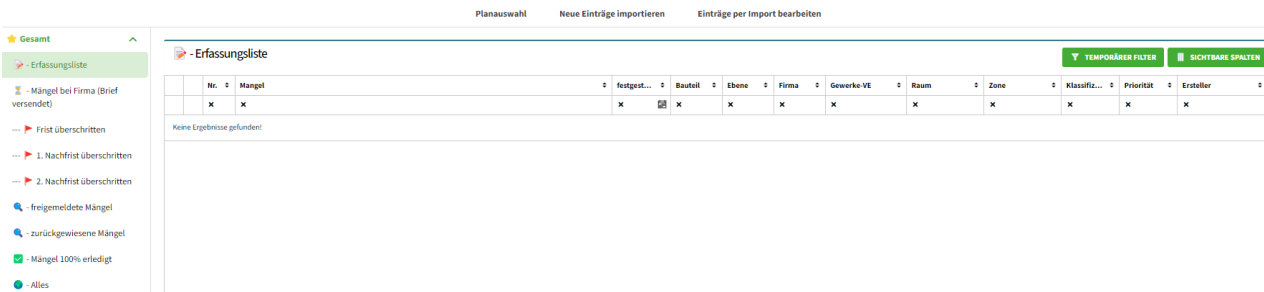 Planauswahl Neue Einträge importieren Einträge per Import bearbeiten
Gesamt
- Erfassungsliste
- Mängel bei Firma (Brief
versendet)
--- Frist überschritten
--- 1. Nachfrist überschritten
--- 2. Nachfrist überschritten
- freigemeldete Mängel
- zurückgewiesene Mängel
- Mängel 100% erledigt
- Alles
- Erfassungsliste
TEMPORÄRER FILTER SICHTBARE SPALTEN
Nr. Mangel festgest... Bauteil Ebene Firma Gewerke-VE Raum Zone Klassifiz... Priorität Ersteller
Keine Ergebnisse gefunden!